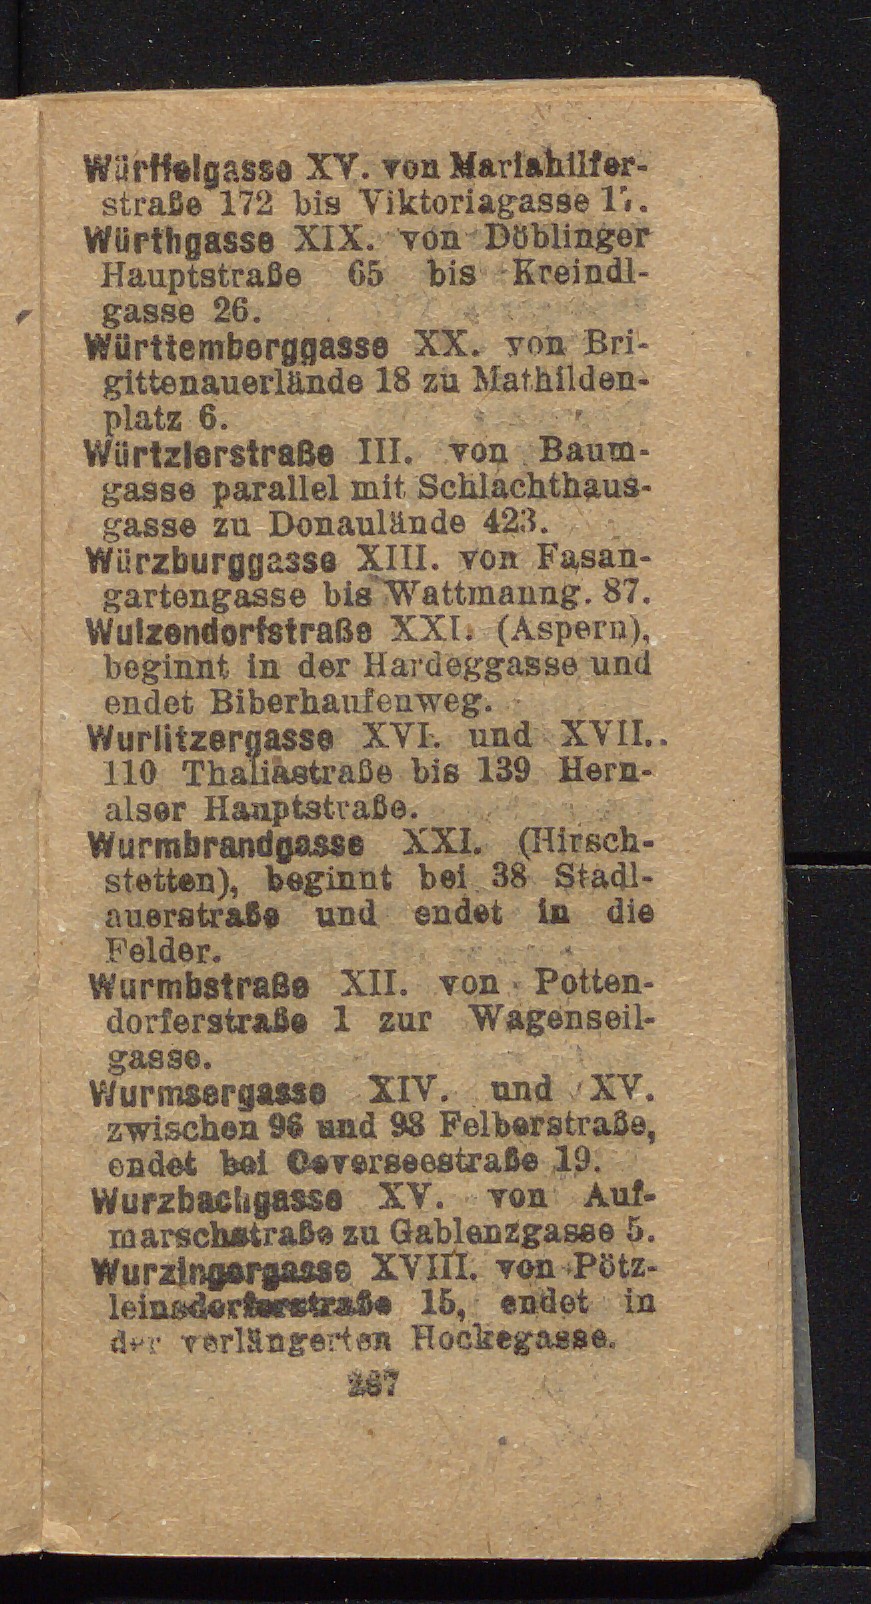 Würffelgasse XV. von Mariahilfer-
straße 172 bis Viktoriagasse
Würthgasse XIX. von Döblinger
Hauptstraße 65 bis Kreindl-
gasse 26.
Württemberggasse XX. von Bri-
gittenauerlände 18 zu Mathilden-
platz 6.
Würtzlerstraße III. von Baum-
gasse parallel mit Schlachthaus-
gasse zu Donaulände 423.
Würzburggasse XIII. von Fasan-
gartengasse bis Wattmanng. 87.
Wulzendorfstraße XXI. (Aspern),
beginnt in der Hardeggasse und
endet Biberhaufenweg.
Wurlitzergasse XVI. und XVII..
110 Thaliastraße bis 139 Hern-
alser Hauptstraße.
Wurmbrandgasse XXI. (Hirsch-
stetten), beginnt bei 38 Stadl-
auerstraße und endet in die
Felder.
Wurmbstraße XII. von Potten-
dorferstraße 1 zur Wagenseil-
gasse.
Wurmsergasse XIV. und XV.
zwischen 96 und 98 Felberstraße,
endet bei Oeverseestraße 19.
Wurzbachgasse XV. von Auf-
marschstraße zu Gablenzgasse 5.
Wurzingergasse XVIII. von Pötz-
leinsdorferstraße 15, endet in
der verlängerten Hockegasse.
267